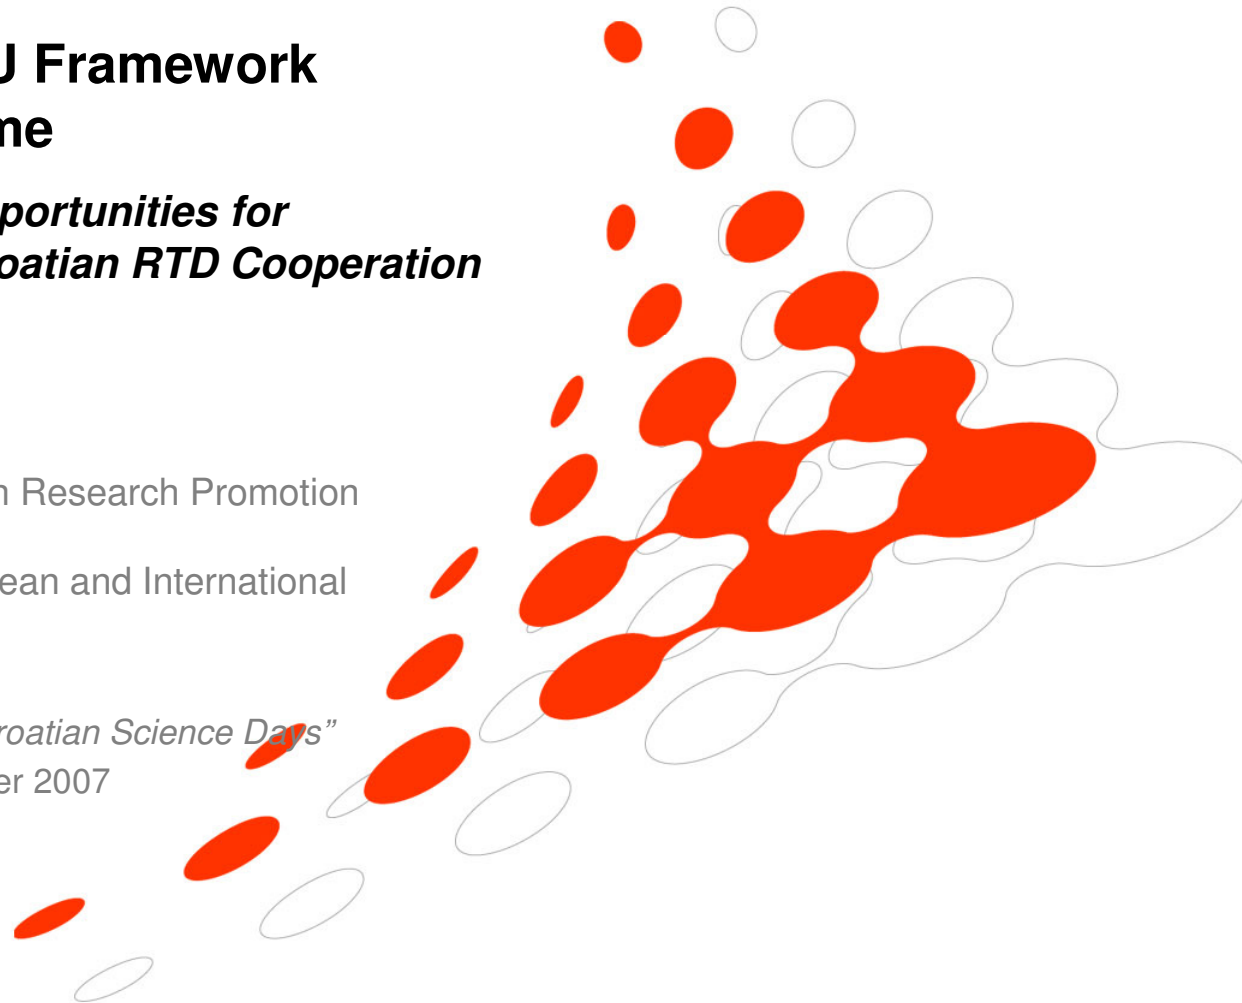 U Framework
me
portunities for
oatian RTD Cooperation
n Research Promotion
ean and International
roatian Science Days”
er 2007